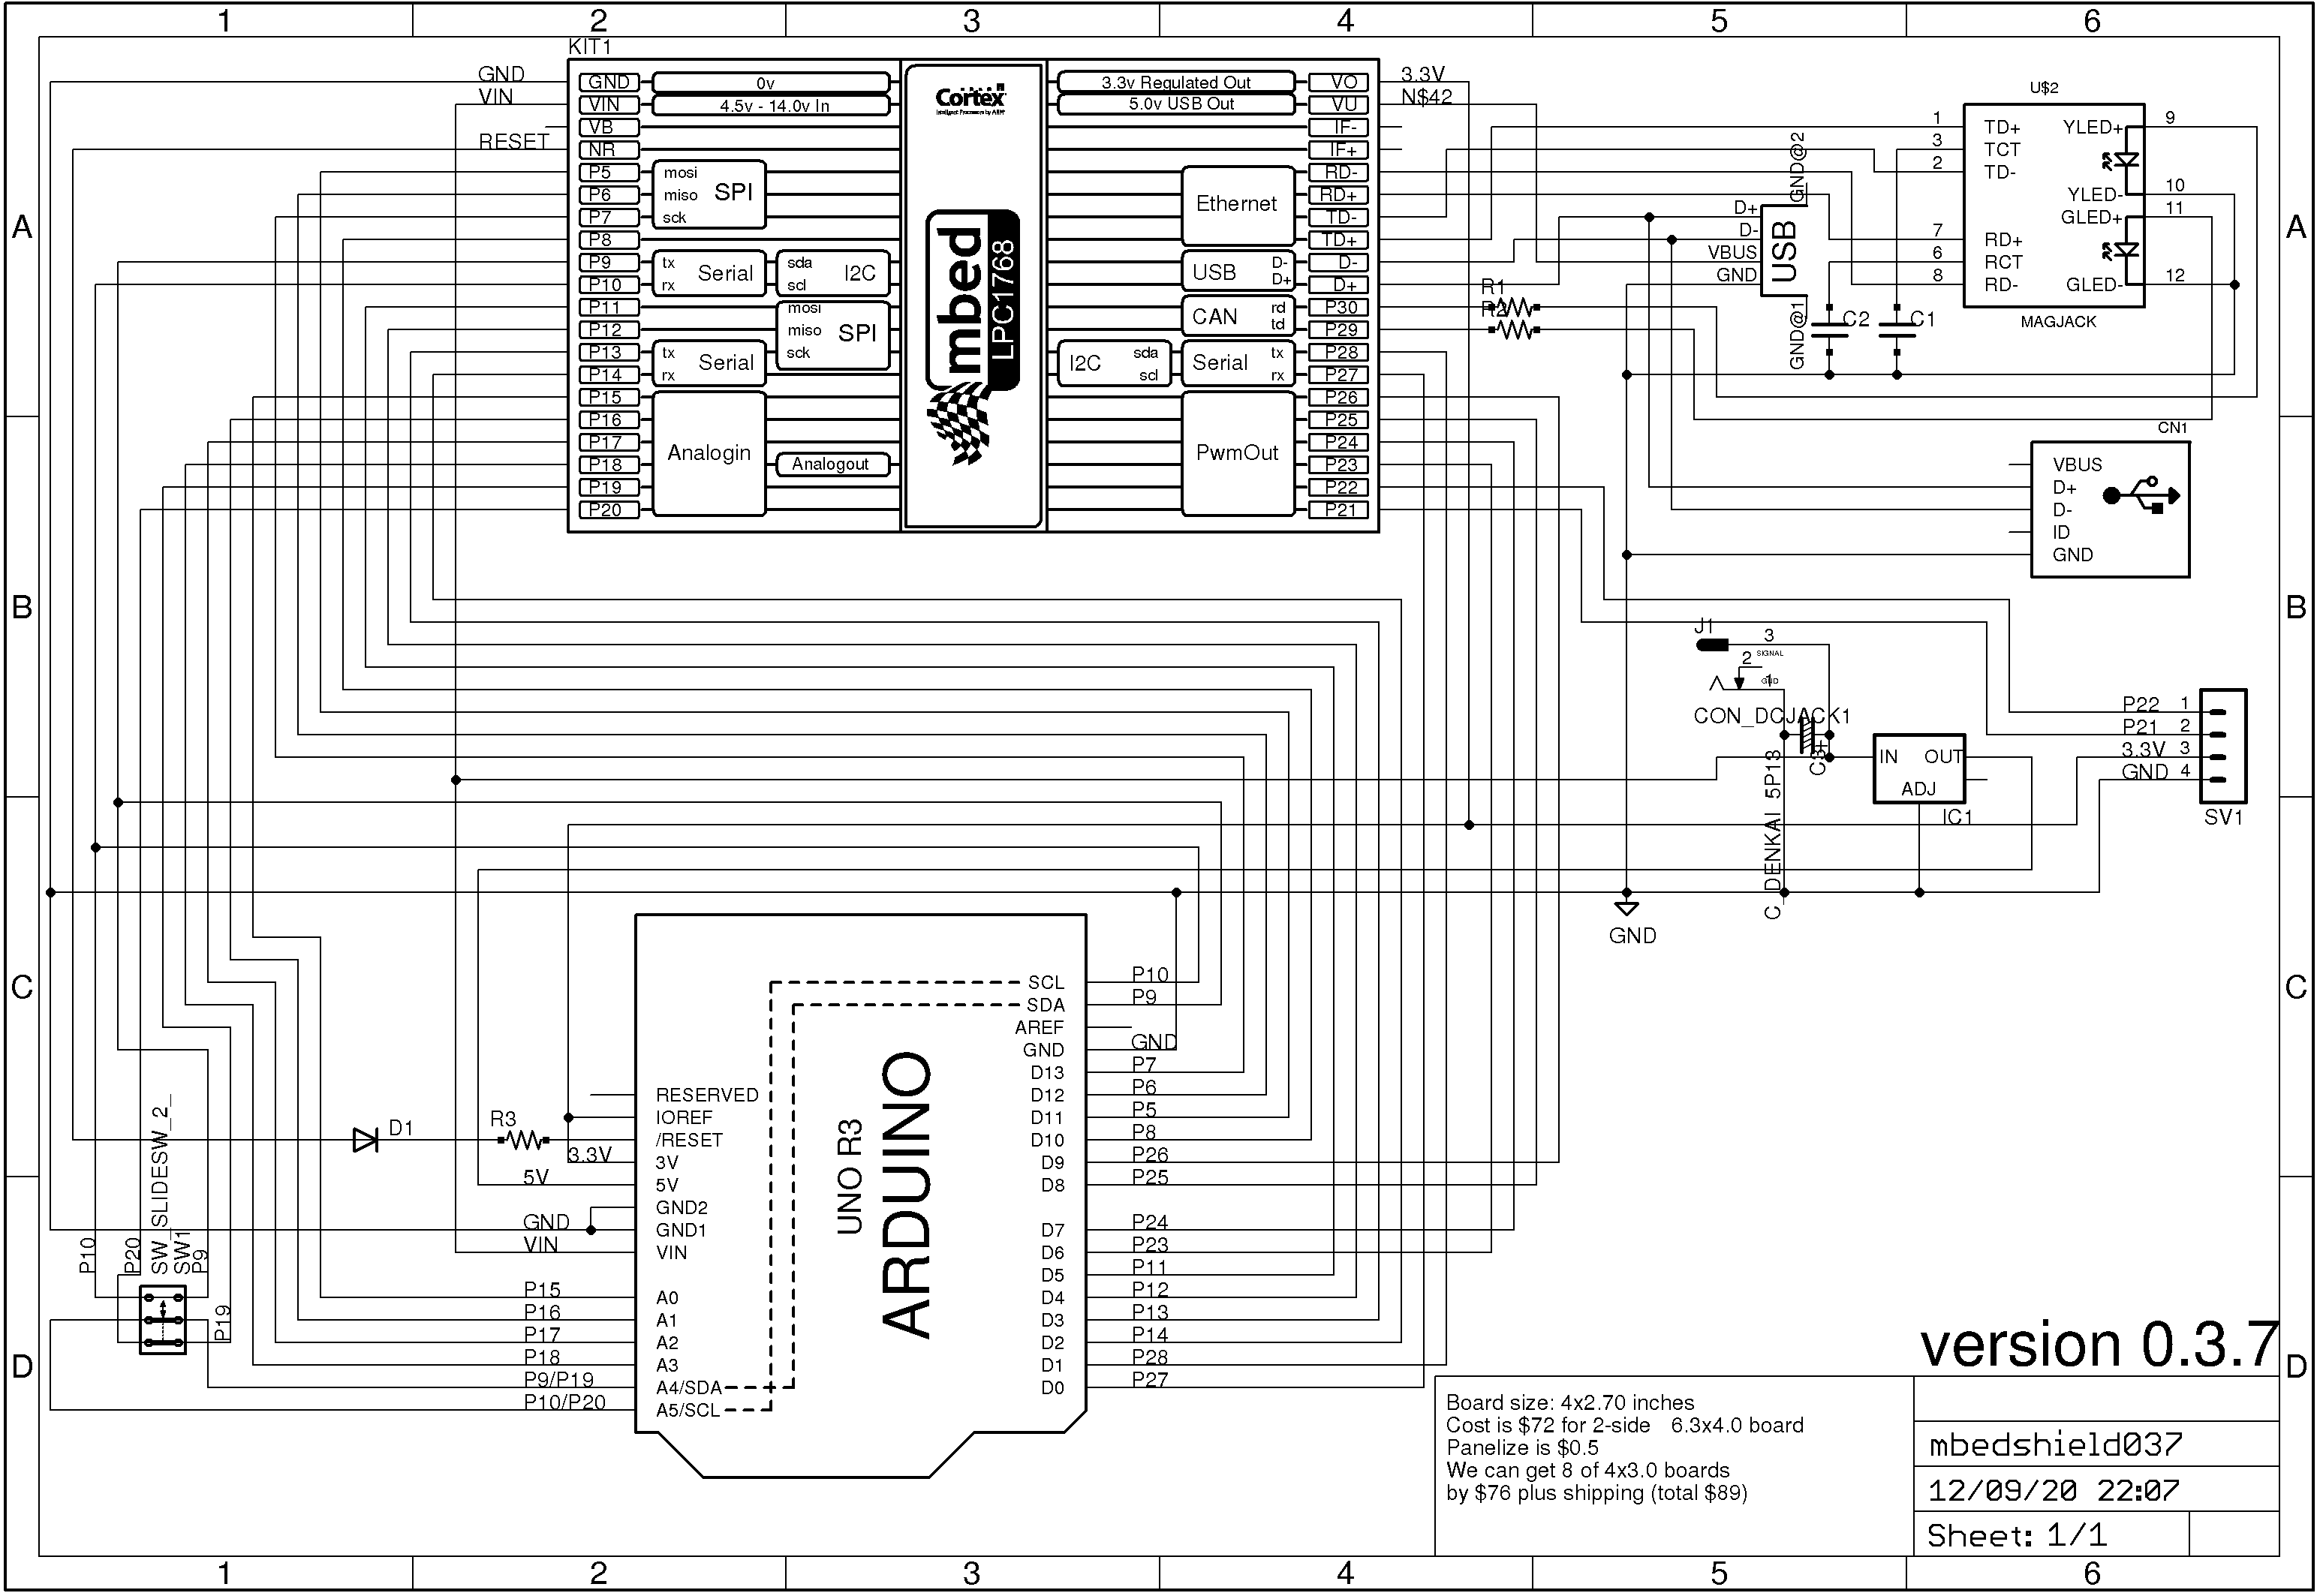 1 2 3 4 5 6
KIT1
GND
VIN
RESET
GND 0v
VIN 4.5v - 14.0v In
VB
NR
P5 mosi
P6 miso SPI
P7 sck
P8
P9 tx Serial sda I2C
P10 rx scl
P11 mosi
P12 miso SPI
P13 tx Serial sck
P14 rx
P15
P16
P17 Analogin
P18 Analogout
P19
P20
Cortex
mbed
LPC1768
3.3v Regulated Out VO
5.0v USB Out VU
IF-
IF+
RD-
Ethernet RD+
TD-
TD+
USB D- D-
D+ D+
CAN rd P30
td P29
I2C sda Serial tx P28
scl rx P27
P26
P25
PwmOut P24
P23
P22
P21
3.3V
N$42
R1
R2
GND@2
D+
D-
VBUS
GND
USB
GND@1
C2
C1
U$2
1 TD+ YLED+ 9
3 TCT
2 TD-
YLED- 10
GLED+ 11
7 RD+
6 RCT
8 RD- GLED- 12
MAGJACK
CN1
VBUS
D+
D-
ID
GND
J1
3
2 SIGNAL
1 GND
CON_DCJACK1
C3+
C_DENKAI 5P13
IN OUT
ADJ
IC1
P22 1
P21 2
3.3V 3
GND 4
SV1
GND
A
B
C
D
A
B
C
D
SCL P10
SDA P9
AREF
GND GND
D13 P7
D12 P6
D11 P5
D10 P8
D9 P26
D8 P25
D7 P24
D6 P23
D5 P11
D4 P12
D3 P13
D2 P14
D1 P28
D0 P27
RESERVED
IOREF
/RESET
3.3V 3V
5V 5V
GND2
GND GND1
VIN VIN
P15 A0
P16 A1
P17 A2
P18 A3
P9/P19 A4/SDA
P10/P20 A5/SCL
UNO R3
ARDUINO
D1
R3
P10
P20
SW_SLIDESW_2_
SW1
P9
P19
version 0.3.7
Board size: 4x2.70 inches
Cost is $72 for 2-side 6.3x4.0 board
Panelize is $0.5
We can get 8 of 4x3.0 boards
by $76 plus shipping (total $89)
mbedshield037
12/09/20 22:07
Sheet: 1/1
1 2 3 4 5 6